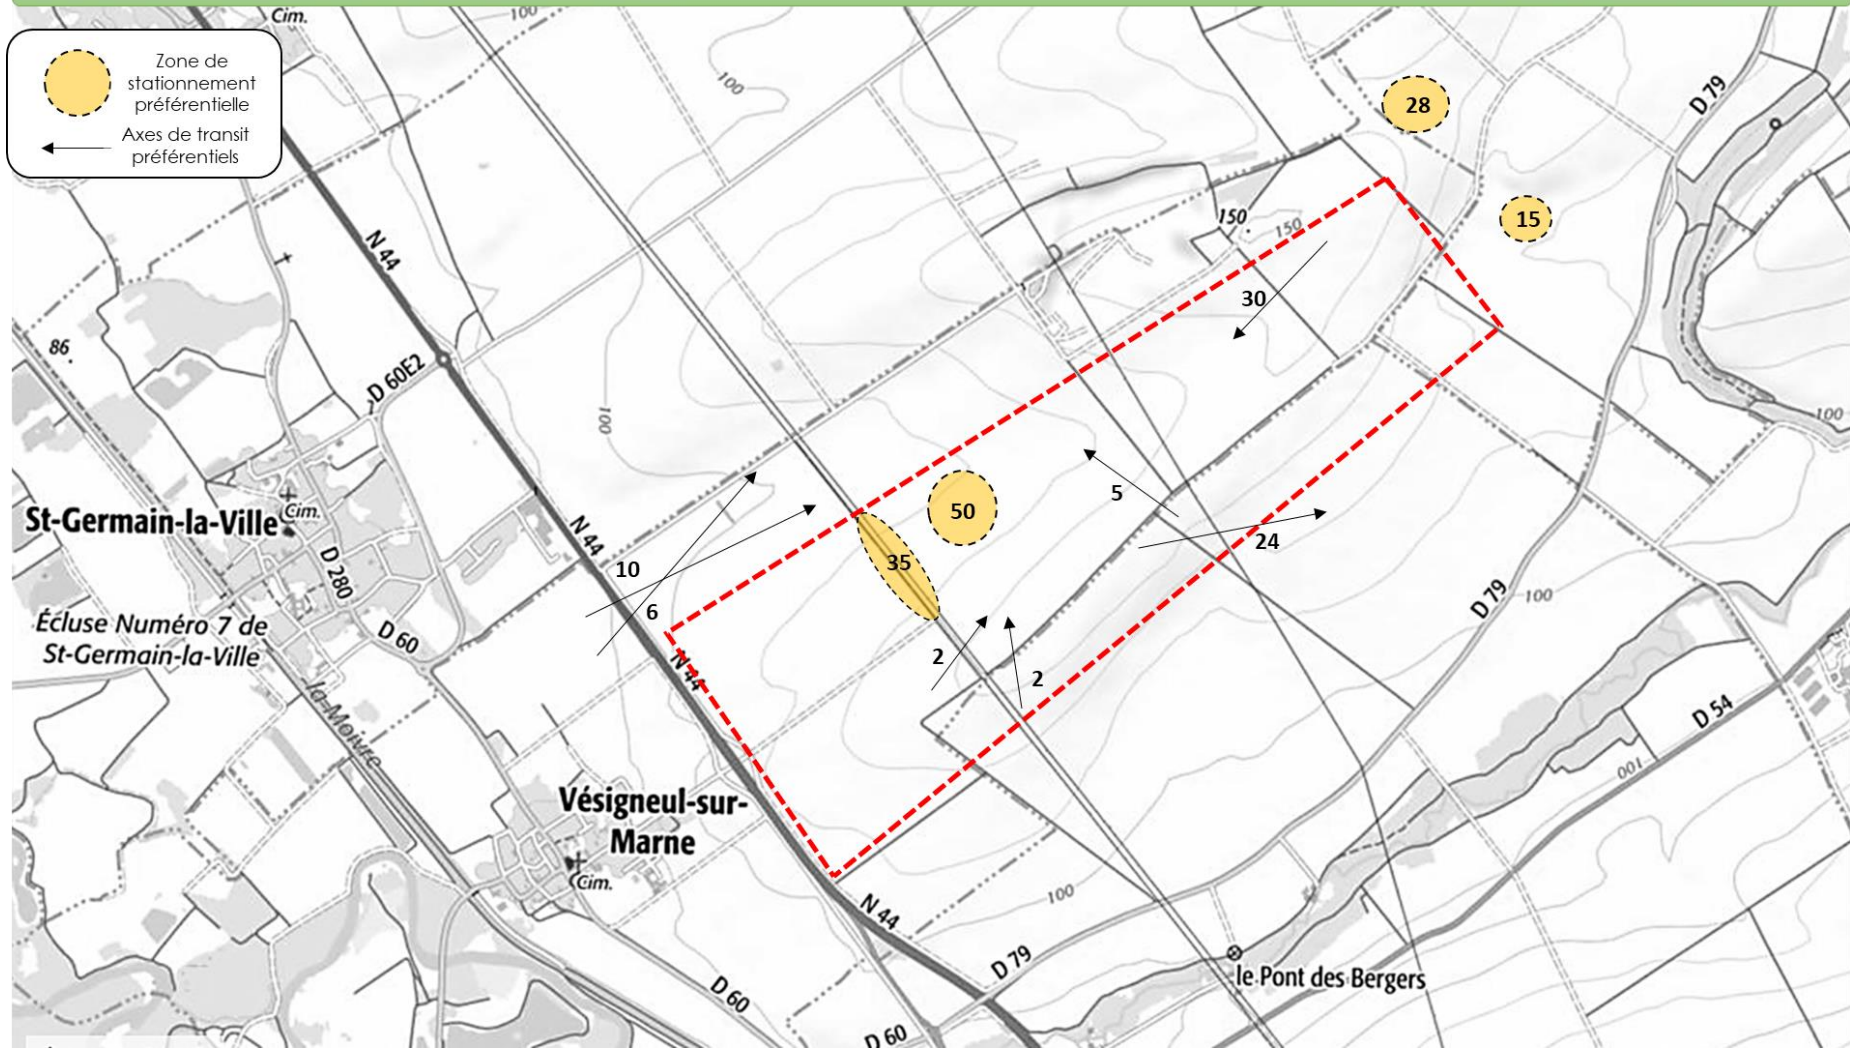 Cim.
100
Zone de
stationnement
préférentielle
Axes de transit
préférentiels
100
28
D 79
15
150
150
N 44
30
86
D 60E2
100
100
5
50
St-Germain-la-Ville
Cim.
N 44
35
24
10
D 280
6
100
D 79
Écluse Numéro 7 de
St-Germain-la-Ville
D 60
2
2
N 44
la Moivre
D 54
001
Vésigneul-sur-
Marne
Cim.
100
N 44
D 79
le Pont des Bergers
D 60
D 60